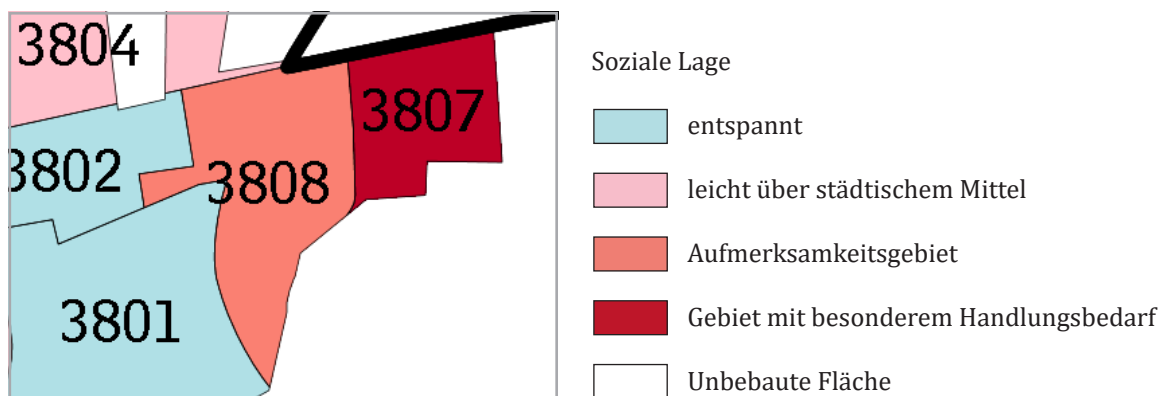 3804
3807
3802
3808
3801
Soziale Lage
entspannt
leicht über städtischem Mittel
Aufmerksamkeitsgebiet
Gebiet mit besonderem Handlungsbedarf
Unbebaute Fläche